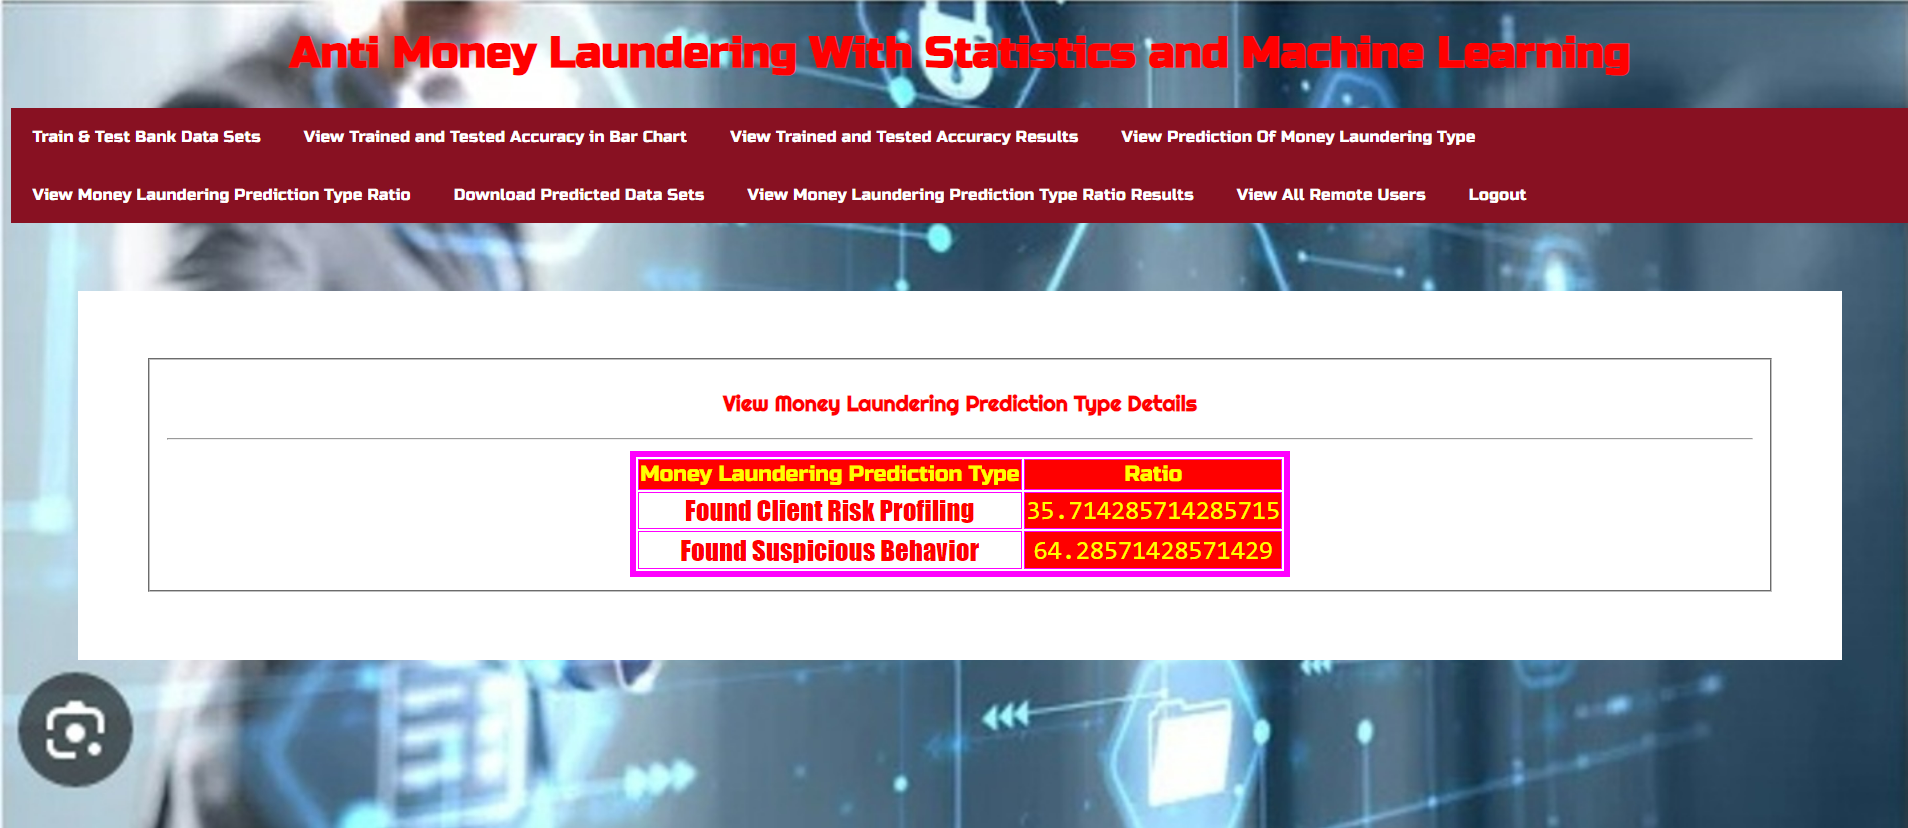 Anti Money Laundering With Statistics and Machine Learning
Train & Test Bank Data Sets View Trained and Tested Accuracy in Bar Chart View Trained and Tested Accuracy Results View Prediction Of Money Laundering Type
View Money Laundering Prediction Type Ratio Download Predicted Data Sets View Money Laundering Prediction Type Ratio Results View All Remote Users Logout
View Money Laundering Prediction Type Details
Money Laundering Prediction Type Ratio
Found Client Risk Profiling 35.714285714285715
Found Suspicious Behavior 64.28571428571429